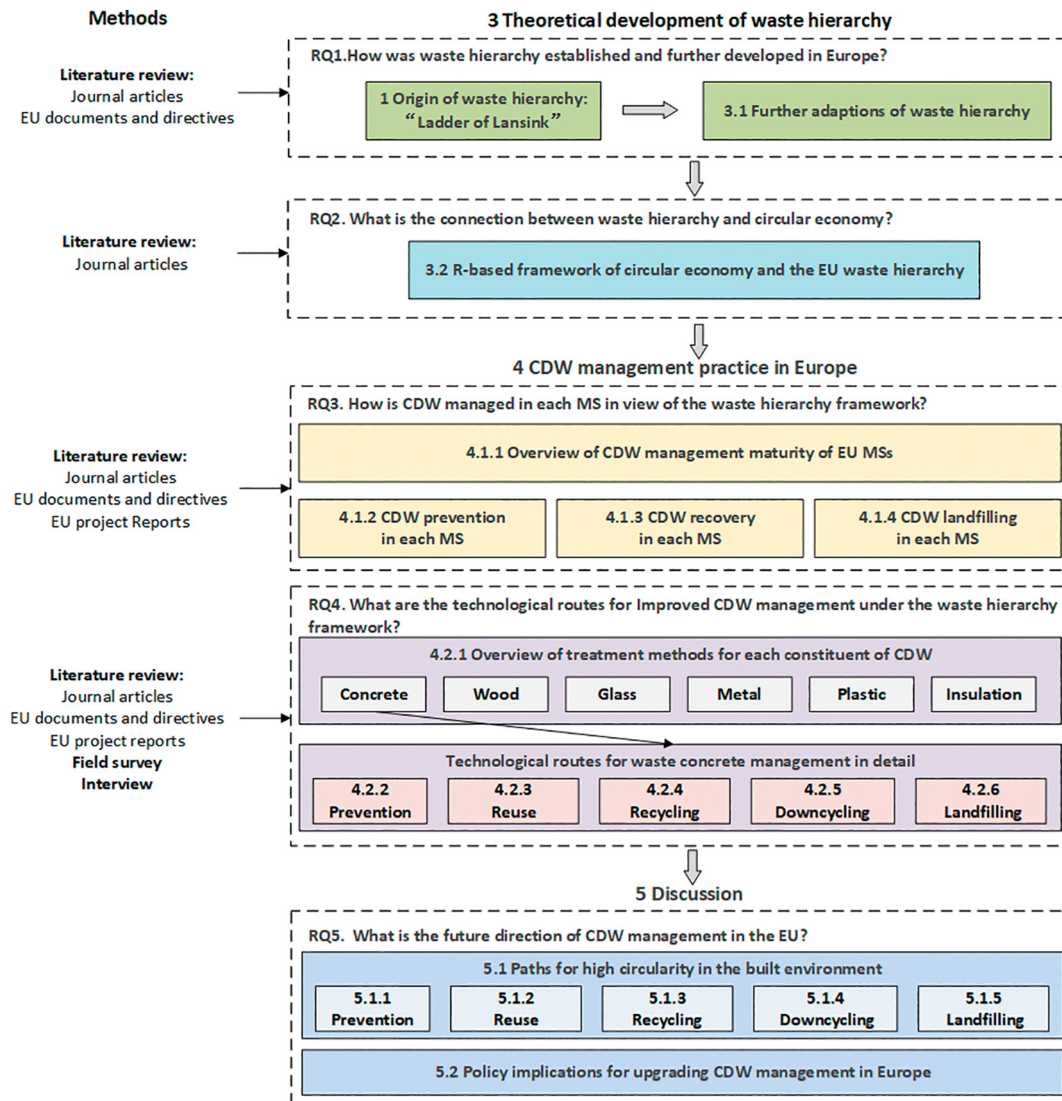 Methods
3 Theoretical development of waste hierarchy
RQ1.How was waste hierarchy established and further developed in Europe?
Literature review:
Journal articles
EU documents and directives
1 Origin of waste hierarchy:
“Ladder of Lansink”
3.1 Further adaptions of waste hierarchy
RQ2. What is the connection between waste hierarchy and circular economy?
Literature review:
Journal articles
3.2 R-based framework of circular economy and the EU waste hierarchy
4 CDW management practice in Europe
RQ3. How is CDW managed in each MS in view of the waste hierarchy framework?
Literature review:
Journal articles
EU documents and directives
EU project Reports
4.1.1 Overview of CDW management maturity of EU MSs
4.1.2 CDW prevention
in each MS
4.1.3 CDW recovery
in each MS
4.1.4 CDW landfilling
in each MS
RQ4. What are the technological routes for Improved CDW management under the waste hierarchy
framework?
Literature review:
Journal articles
EU documents and directives
EU project reports
Field survey
Interview
4.2.1 Overview of treatment methods for each constituent of CDW
Concrete
Wood
Glass
Metal
Plastic
Insulation
Technological routes for waste concrete management in detail
4.2.2
Prevention
4.2.3
Reuse
4.2.4
Recycling
4.2.5
Downcycling
4.2.6
Landfilling
5 Discussion
RQ5. What is the future direction of CDW management in the EU?
5.1 Paths for high circularity in the built environment
5.1.1
Prevention
5.1.2
Reuse
5.1.3
Recycling
5.1.4
Downcycling
5.1.5
Landfilling
5.2 Policy implications for upgrading CDW management in Europe